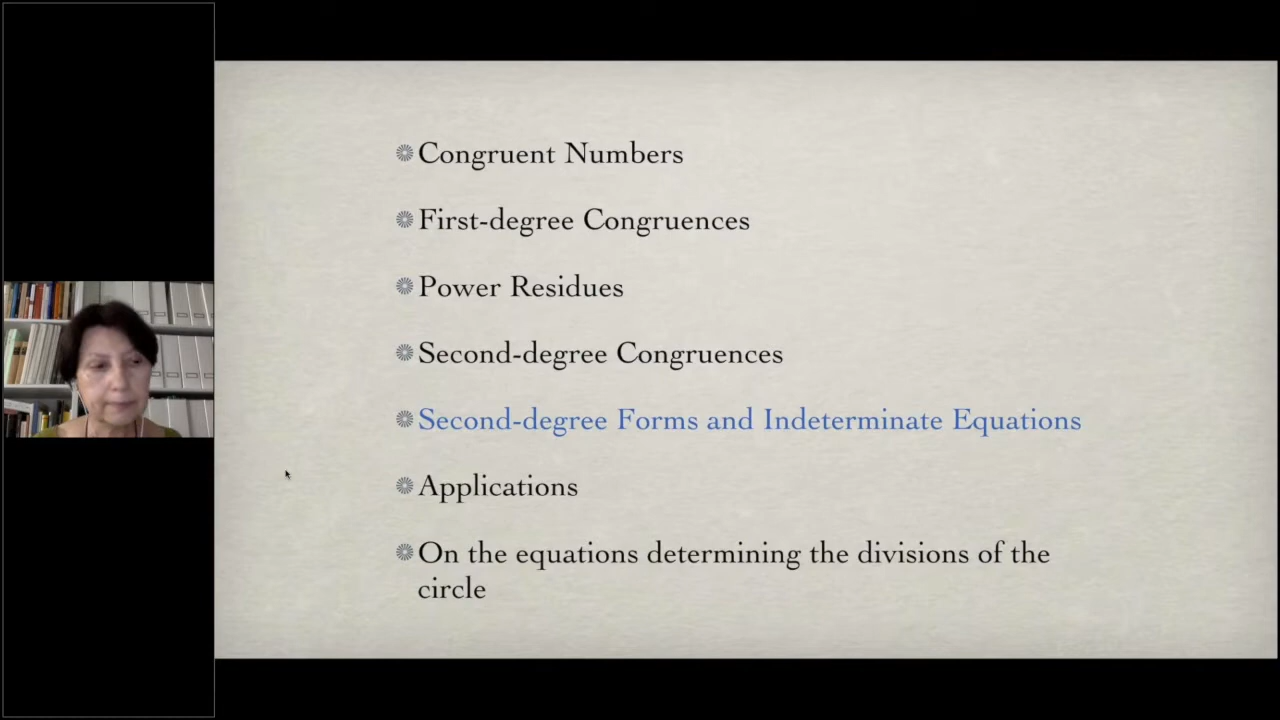 Congruent Numbers
First-degree Congruences
Power Residues
Second-degree Congruences
Second-degree Forms and Indeterminate Equations
Applications
On the equations determining the divisions of the
circle